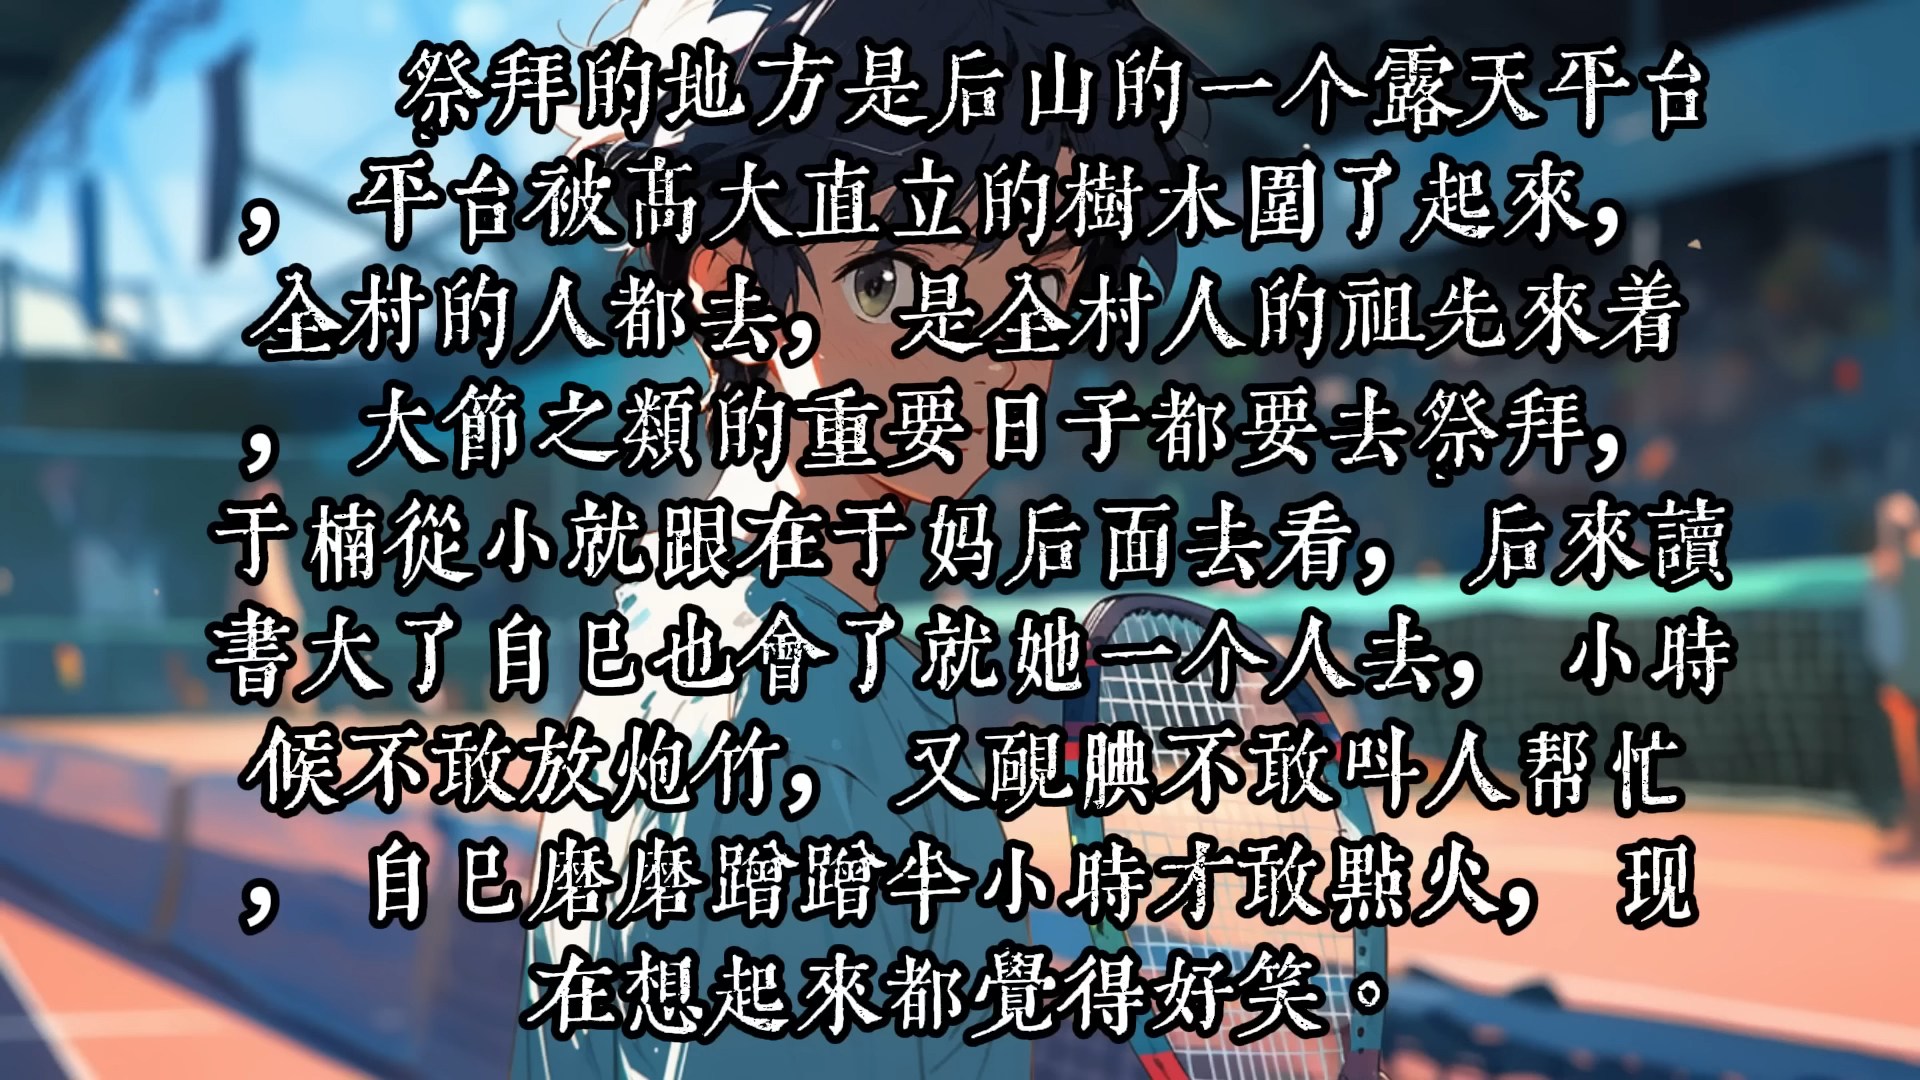 祭拜的地方是后山的一个露天平台
，平台被高大直立的樹木圍了起來，
全村的人都去，是全村人的祖先來着
，大節之類的重要日子都要去祭拜，
于楠從小就跟在于妈后面去看，后來讀
書大了自已也會了就她一个人去，小時
候不敢放炮竹，又靦腆不敢叫人帮忙
，自已磨磨蹭蹭半小時才敢點火，现
在想起來都覺得好笑。